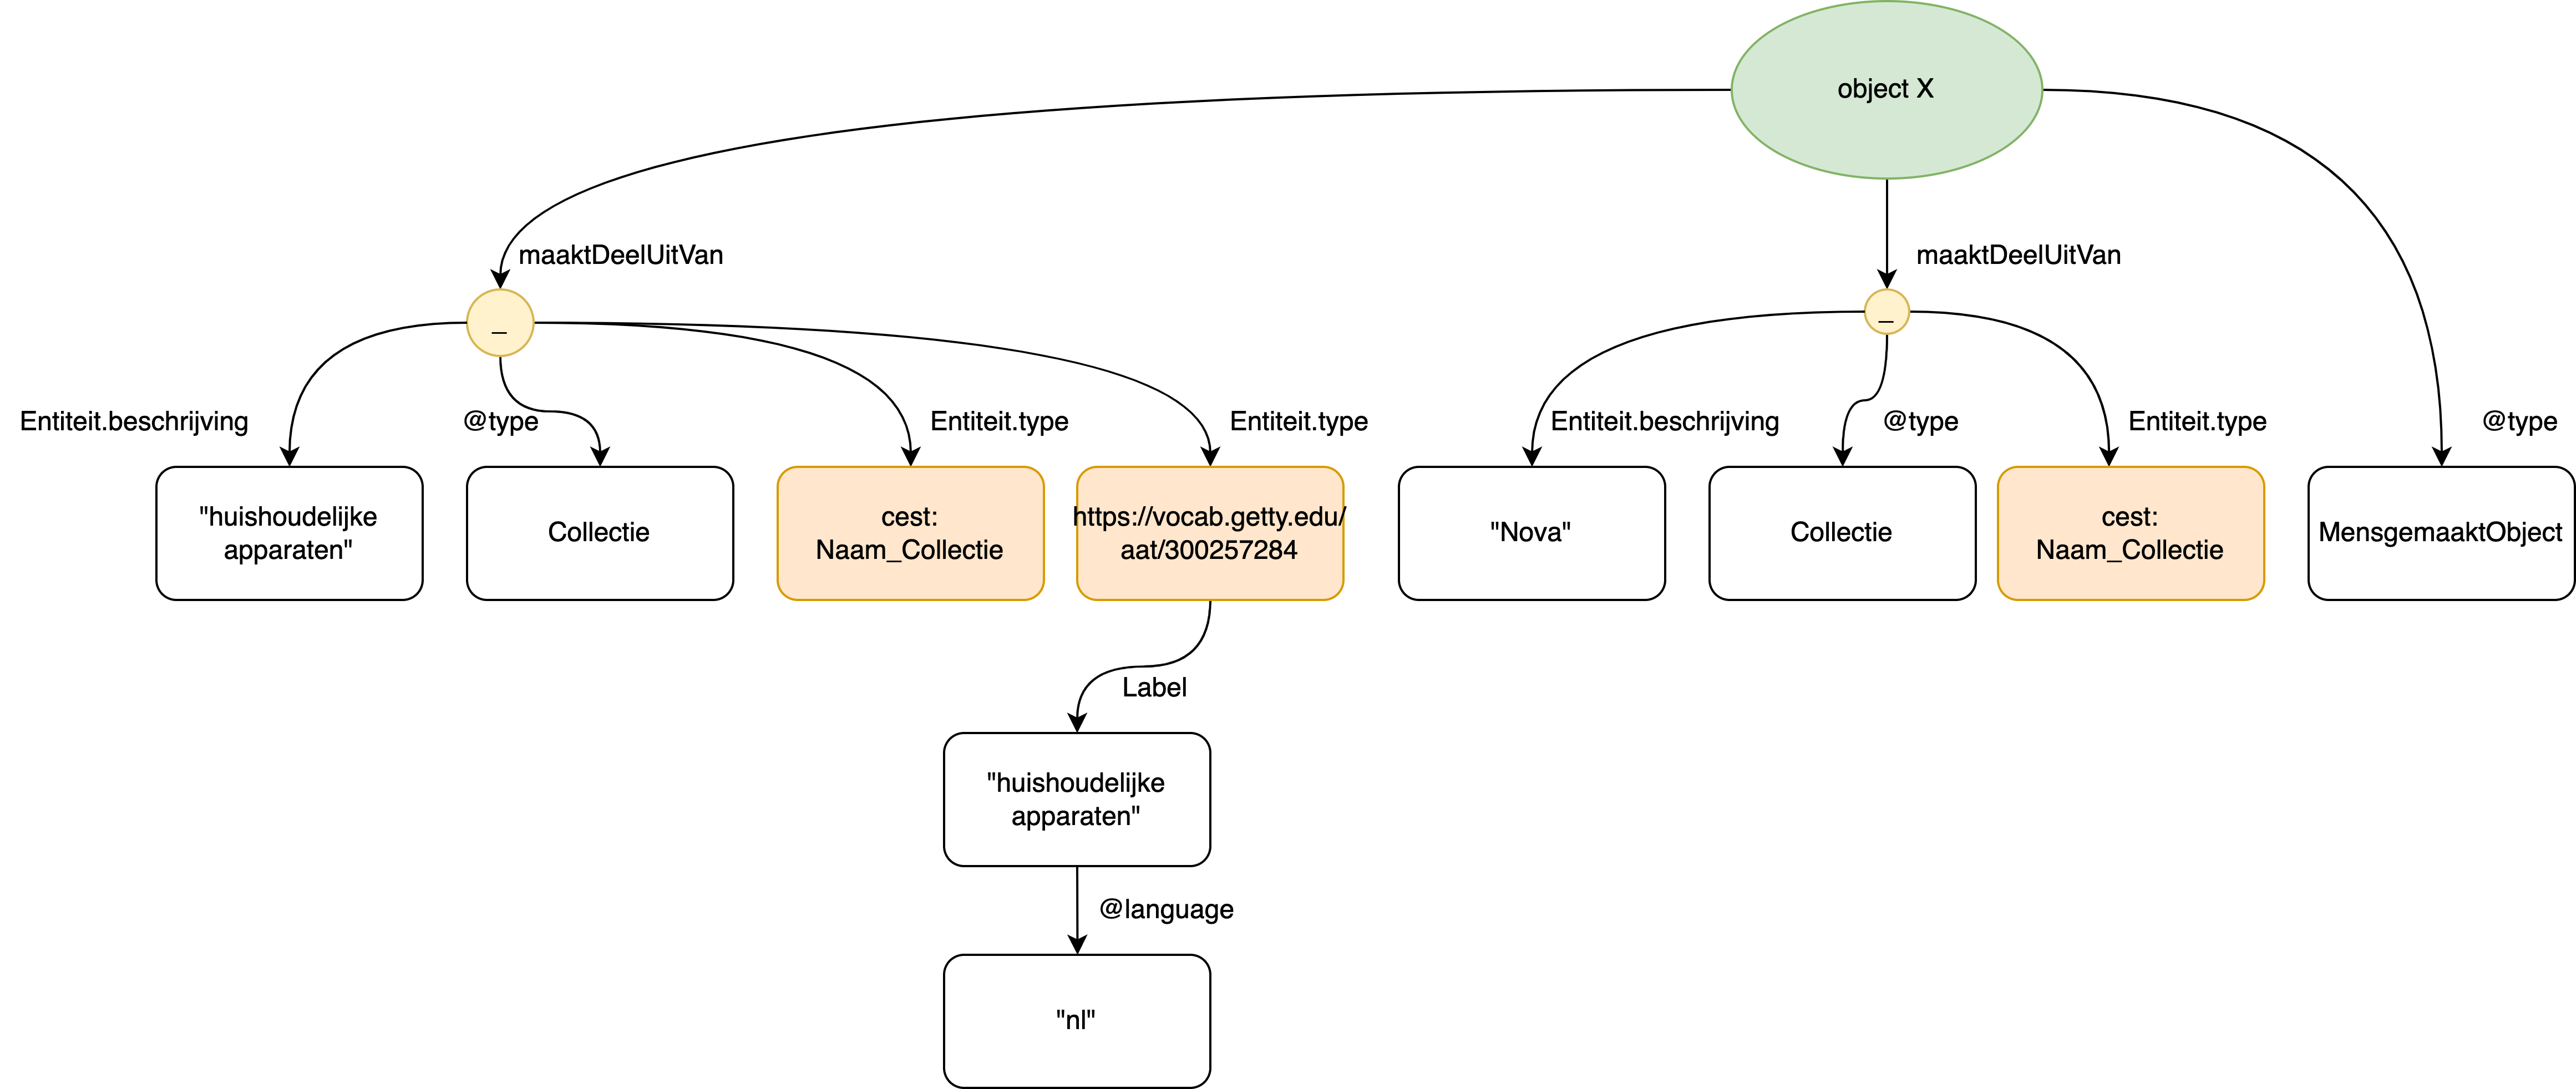 object X
maaktDeelUitVan
maaktDeelUitVan
_
_
Entiteit.beschrijving
@type
Entiteit.type
Entiteit.type
Entiteit.beschrijving
@type
Entiteit.type
@type
"huishoudelijke
apparaten"
Collectie
cest:
Naam_Collectie
https://vocab.getty.edu/
aat/300257284
"Nova"
Collectie
cest:
Naam_Collectie
MensgemaaktObject
Label
"huishoudelijke
apparaten"
@language
"nl"